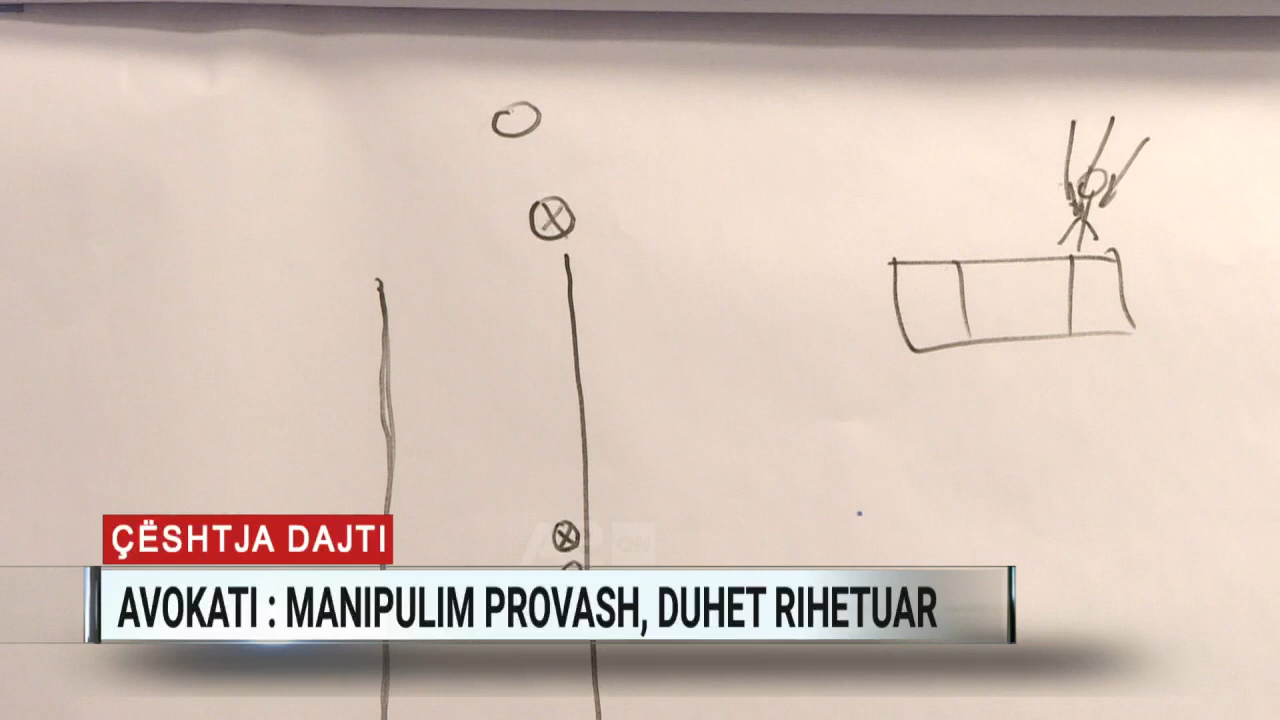 ÇËSHTJA DAJTI
AVOKATI : MANIPULIM PROVASH, DUHET RIHETUAR